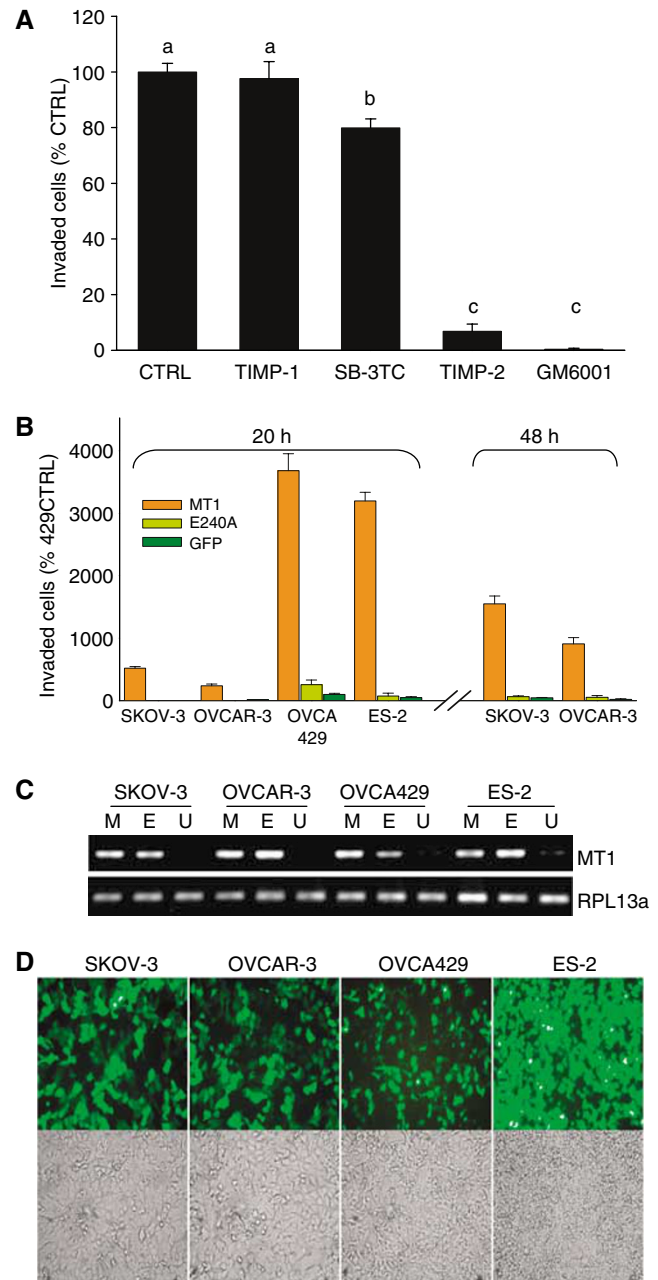 A
Invaded cells (% CTRL)
120
100
80
60
40
20
0
a
a
b
c
c
CTRL TIMP-1 SB-3TC TIMP-2 GM6001
B
Invaded cells (% 429CTRL)
4000
3000
2000
1000
0
20 h
48 h
MT1
E240A
GFP
SKOV-3 OVCAR-3 OVCA 429 ES-2 SKOV-3 OVCAR-3
C
SKOV-3 OVCAR-3 OVCA429 ES-2
M E U M E U M E U M E U
MT1
RPL13a
D
SKOV-3 OVCAR-3 OVCA429 ES-2